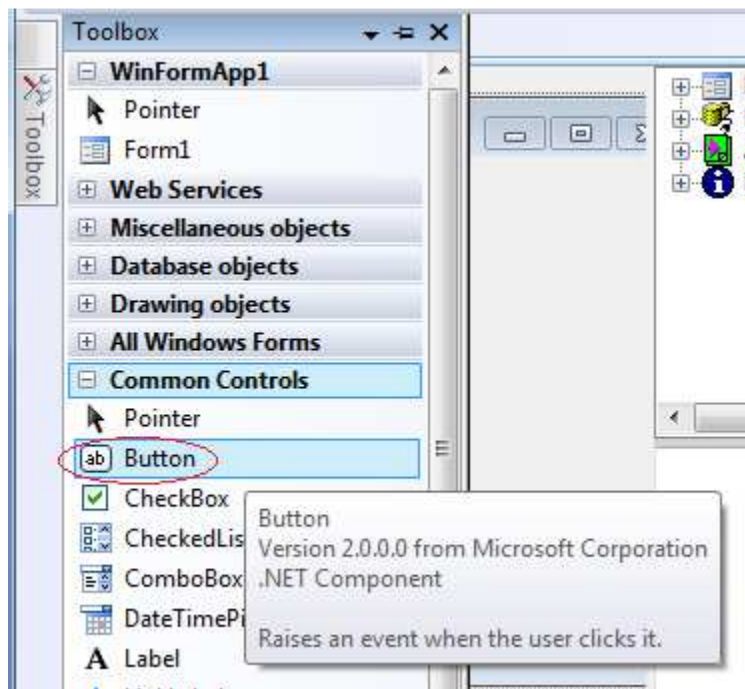 Toolbox
Toolbox
WinFormApp1
Pointer
Form1
Web Services
Miscellaneous objects
Database objects
Drawing objects
All Windows Forms
Common Controls
Pointer
ab Button
CheckBox
CheckedLis
ComboBox
DateTimePi
A Label
Button
Version 2.0.0.0 from Microsoft Corporation
.NET Component
Raises an event when the user clicks it.